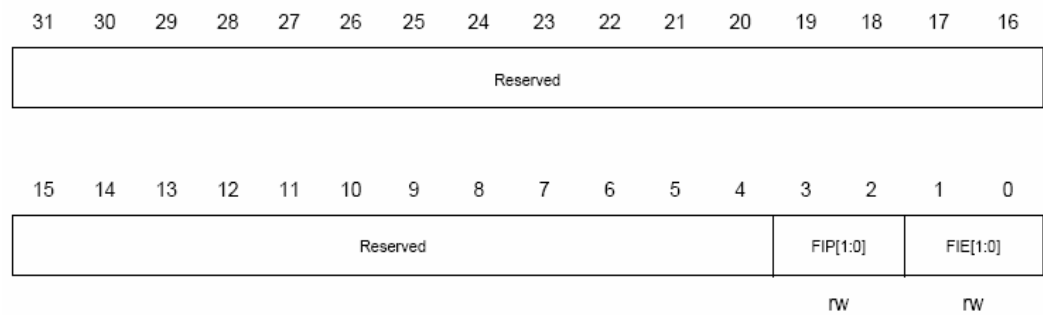 31 30 29 28 27 26 25 24 23 22 21 20 19 18 17 16
Reserved
15 14 13 12 11 10 9 8 7 6 5 4 3 2 1 0
Reserved FIP[1:0] FIE[1:0]
rw rw